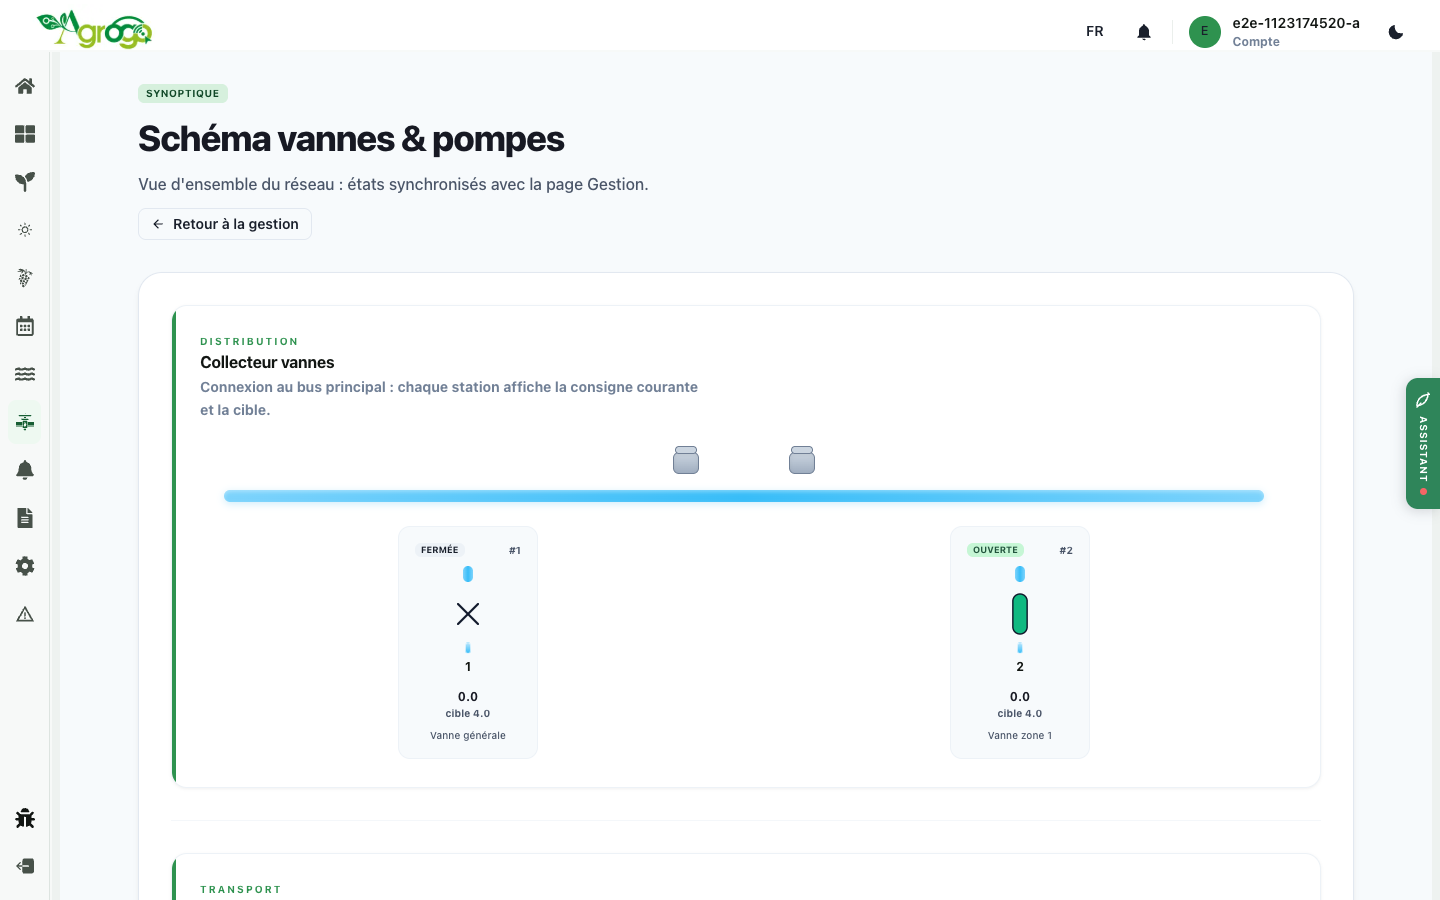 Agroga
FR
E
e2e-1123174520-a
Compte
SYNOPTIQUE
Schéma vannes & pompes
Vue d'ensemble du réseau : états synchronisés avec la page Gestion.
← Retour à la gestion
DISTRIBUTION
Collecteur vannes
Connexion au bus principal : chaque station affiche la consigne courante
et la cible.
FERMÉE #1
1
0.0
cible 4.0
Vanne générale
OUVERTE #2
2
0.0
cible 4.0
Vanne zone 1
ASSISTANT
TRANSPORT